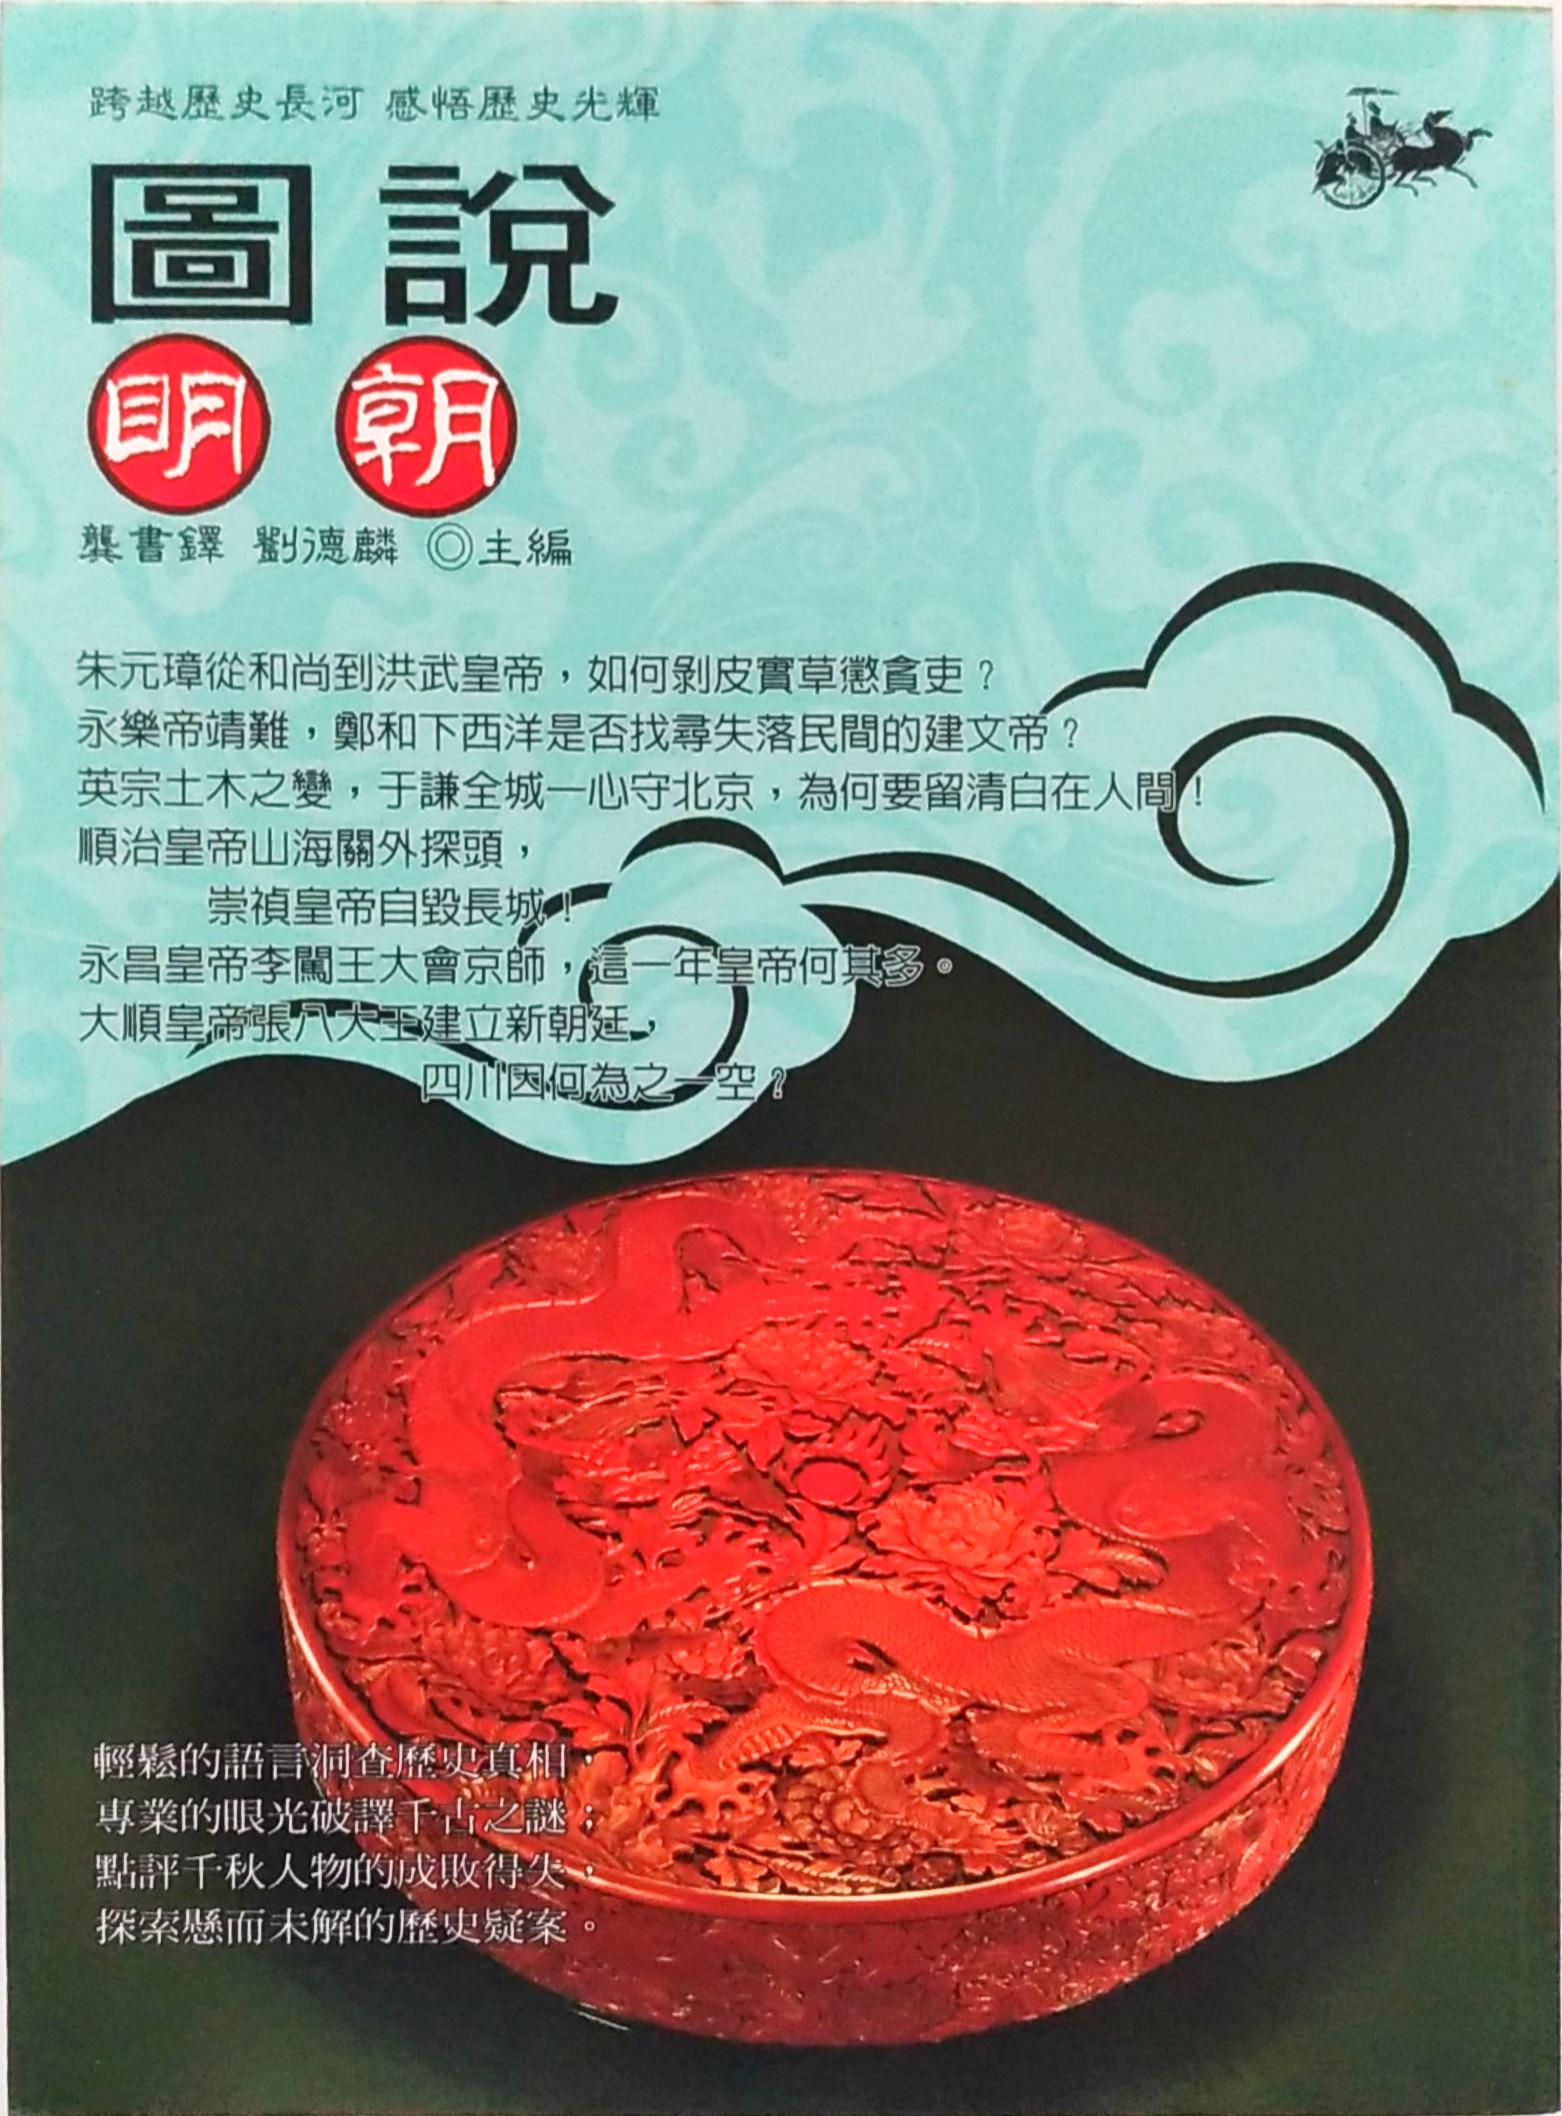 跨越歷史長河 感悟歷史光輝
圖說
明朝
龔書鐸 劉德麟 ◎主編
朱元璋從和尚到洪武皇帝，如何剝皮實草懲貪吏？
永樂帝靖難，鄭和下西洋是否找尋失落民間的建文帝？
英宗土木之變，于謙全城一心守北京，為何要留清白在人間！
順治皇帝山海關外探頭，
崇禎皇帝自毀長城！
永昌皇帝李闖王大會京師，這一年皇帝何其多。
大順皇帝張八大王建立新朝廷，
四川因何為之一空？
輕鬆的語言洞查歷史真相，
專業的眼光破譯千古之謎；
點評千秋人物的成敗得失；
探索懸而未解的歷史疑案。